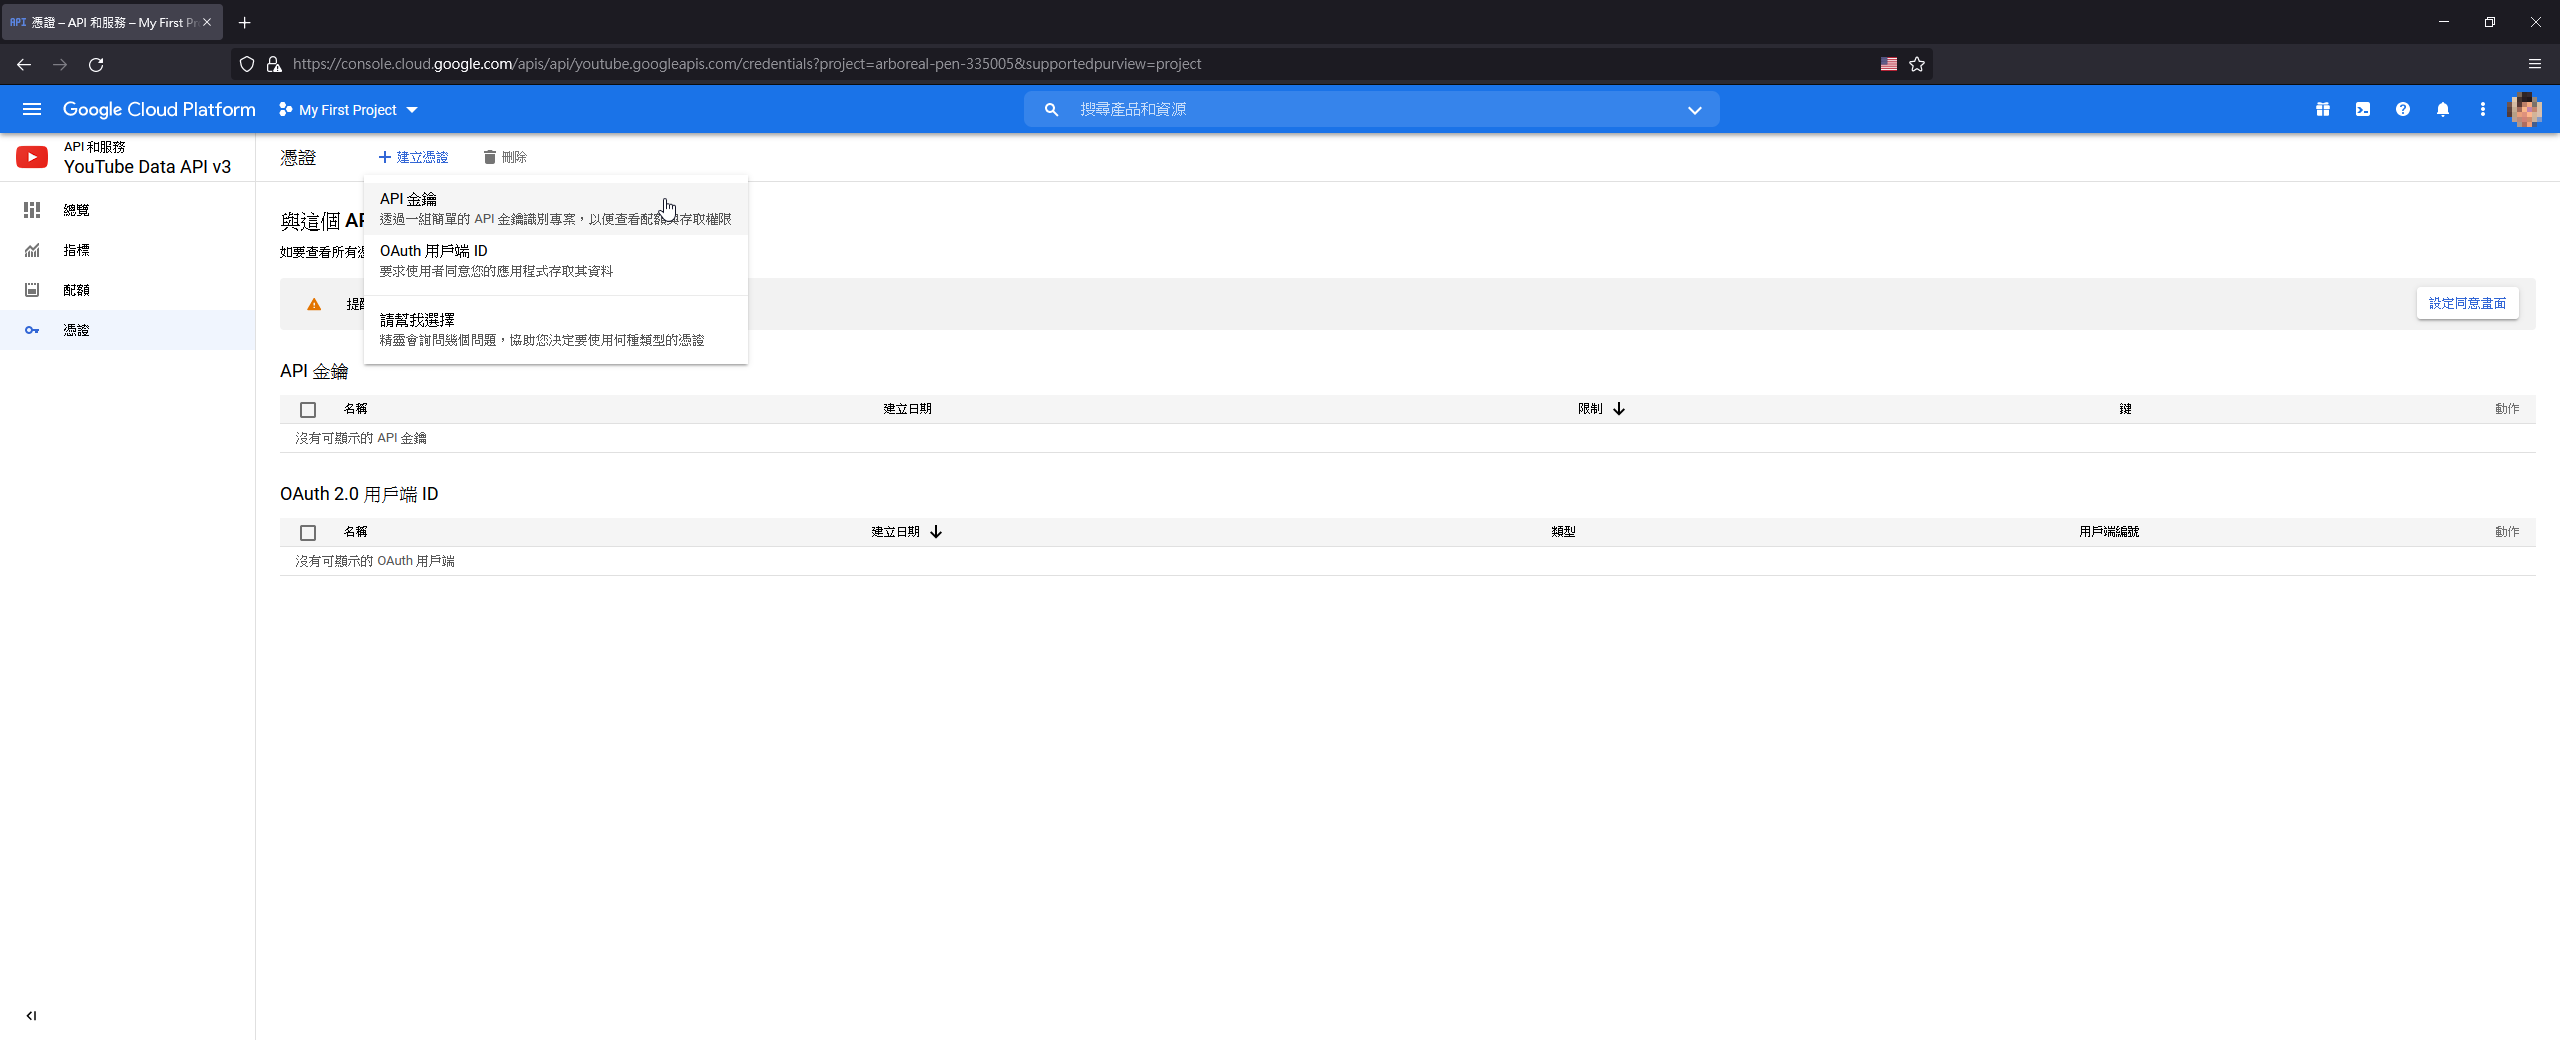 API 憑證 – API 和服務 – My First Pr
https://console.cloud.google.com/apis/api/youtube.googleapis.com/credentials?project=arboreal-pen-335005&supportedpurview=project
Google Cloud Platform
My First Project
搜尋產品和資源
API 和服務
YouTube Data API v3
總覽
指標
配額
憑證
憑證
建立憑證
刪除
API 金鑰
透過一組簡單的 API 金鑰識別專案，以便查看配額與存取權限
OAuth 用戶端 ID
要求使用者同意您的應用程式存取其資料
請幫我選擇
精靈會詢問幾個問題，協助您決定要使用何種類型的憑證
與這個 AP
如要查看所有
提
設定同意畫面
API 金鑰
名稱 建立日期 限制 鍵 動作
沒有可顯示的 API 金鑰
OAuth 2.0 用戶端 ID
名稱 建立日期 類型 用戶端編號 動作
沒有可顯示的 OAuth 用戶端